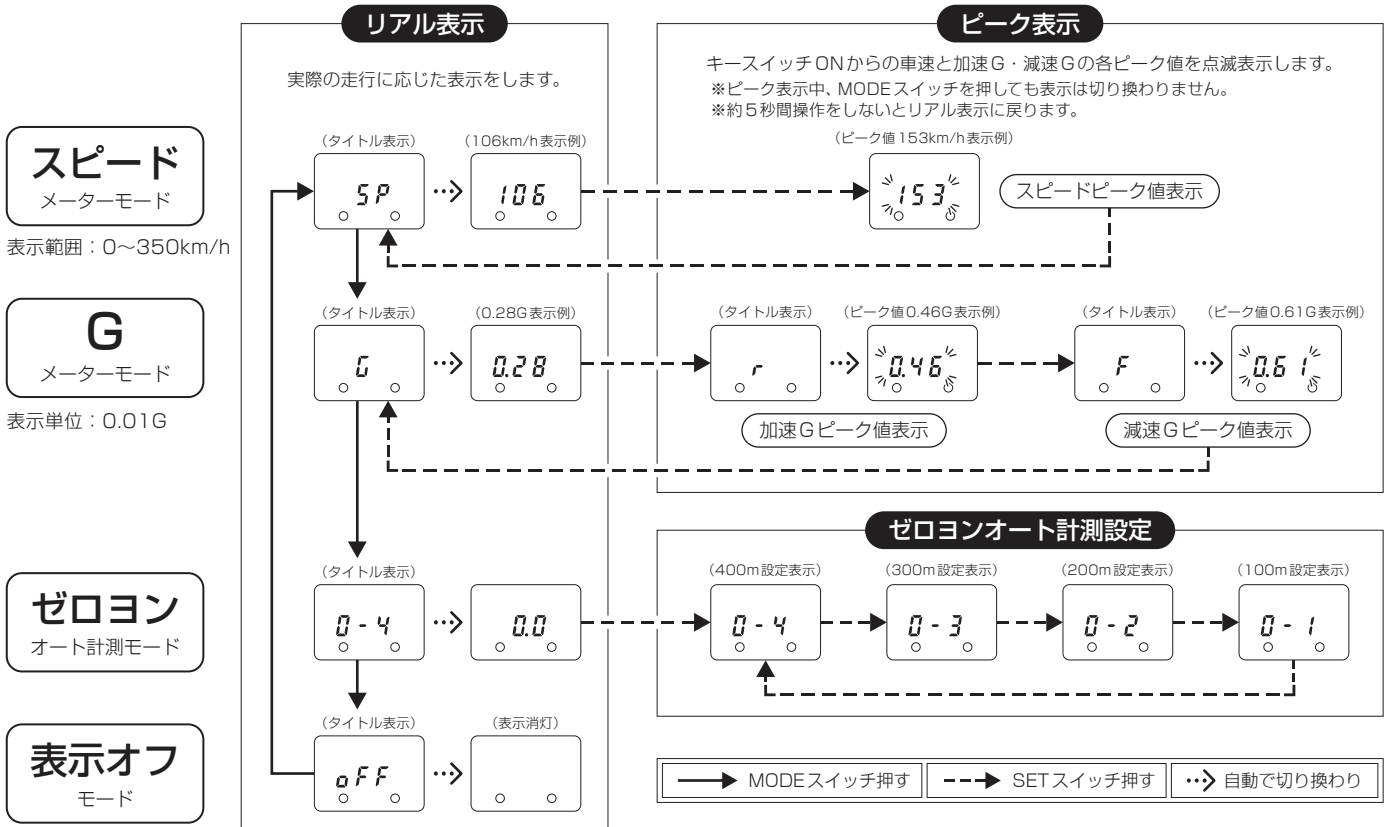 リアル表示
実際の走行に応じた表示をします。
ピーク表示
キースイッチONからの車速と加速G・減速Gの各ピーク値を点滅表示します。
※ピーク表示中、MODEスイッチを押しても表示は切り換わりません。
※約5秒間操作をしないとリアル表示に戻ります。
スピード
メーターモード
表示範囲：0〜350km/h
（タイトル表示）
SP
（106km/h表示例）
106
（ピーク値153km/h表示例）
153
スピードピーク値表示
G
メーターモード
表示単位：0.01G
（タイトル表示）
G
（0.28G表示例）
0.28
（タイトル表示）
r
（ピーク値0.46G表示例）
0.46
加速Gピーク値表示
（タイトル表示）
F
（ピーク値0.61G表示例）
0.61
減速Gピーク値表示
ゼロヨン
オート計測モード
（タイトル表示）
0-4
0.0
ゼロヨンオート計測設定
（400m設定表示）
0-4
（300m設定表示）
0-3
（200m設定表示）
0-2
（100m設定表示）
0-1
表示オフ
モード
（タイトル表示）
oFF
（表示消灯）
MODEスイッチ押す
SETスイッチ押す
自動で切り換わり